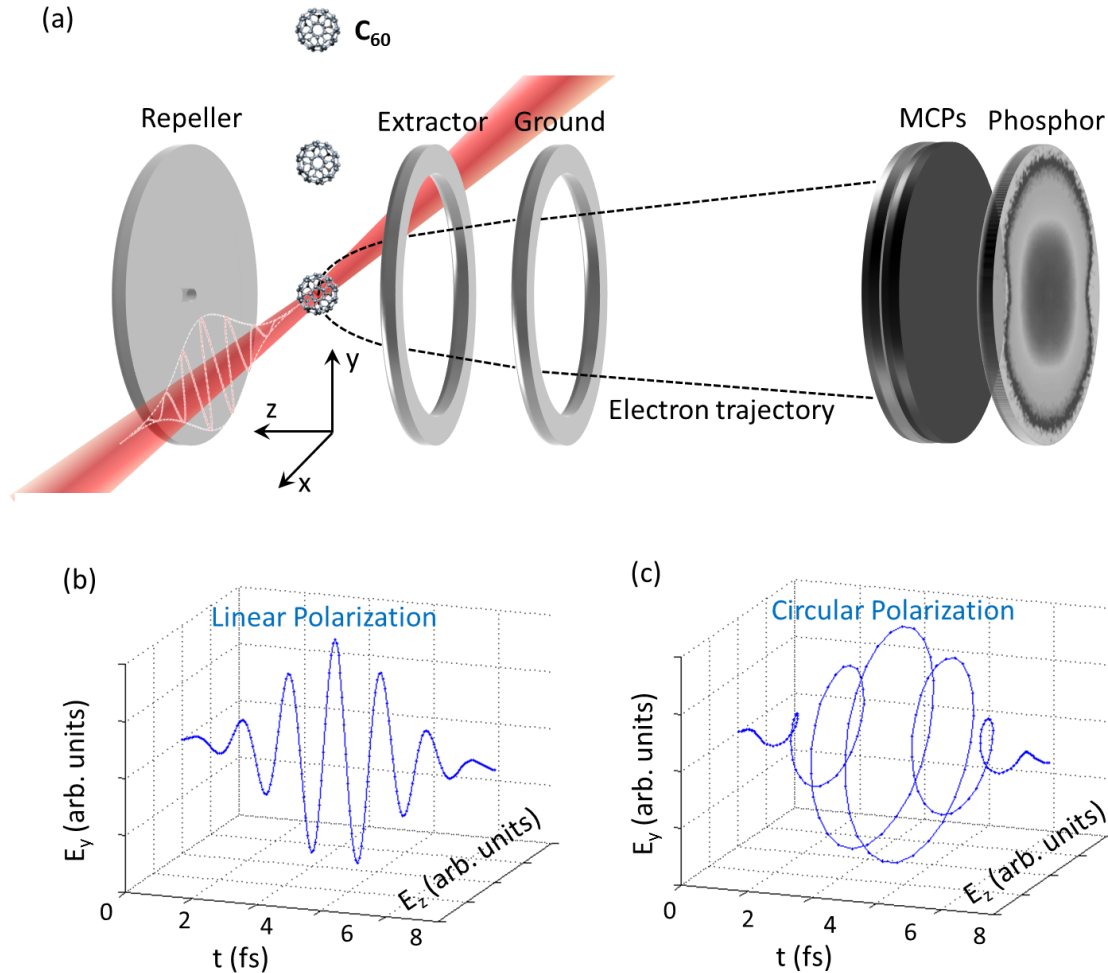 (a)
C60
Repeller
Extractor
Ground
MCPs
Phosphor
y
z
x
Electron trajectory
(b)
Linear Polarization
Ey (arb. units)
Ez (arb. units)
0
2
4
6
8
t (fs)
(c)
Circular Polarization
Ey (arb. units)
Ez (arb. units)
0
2
4
6
8
t (fs)